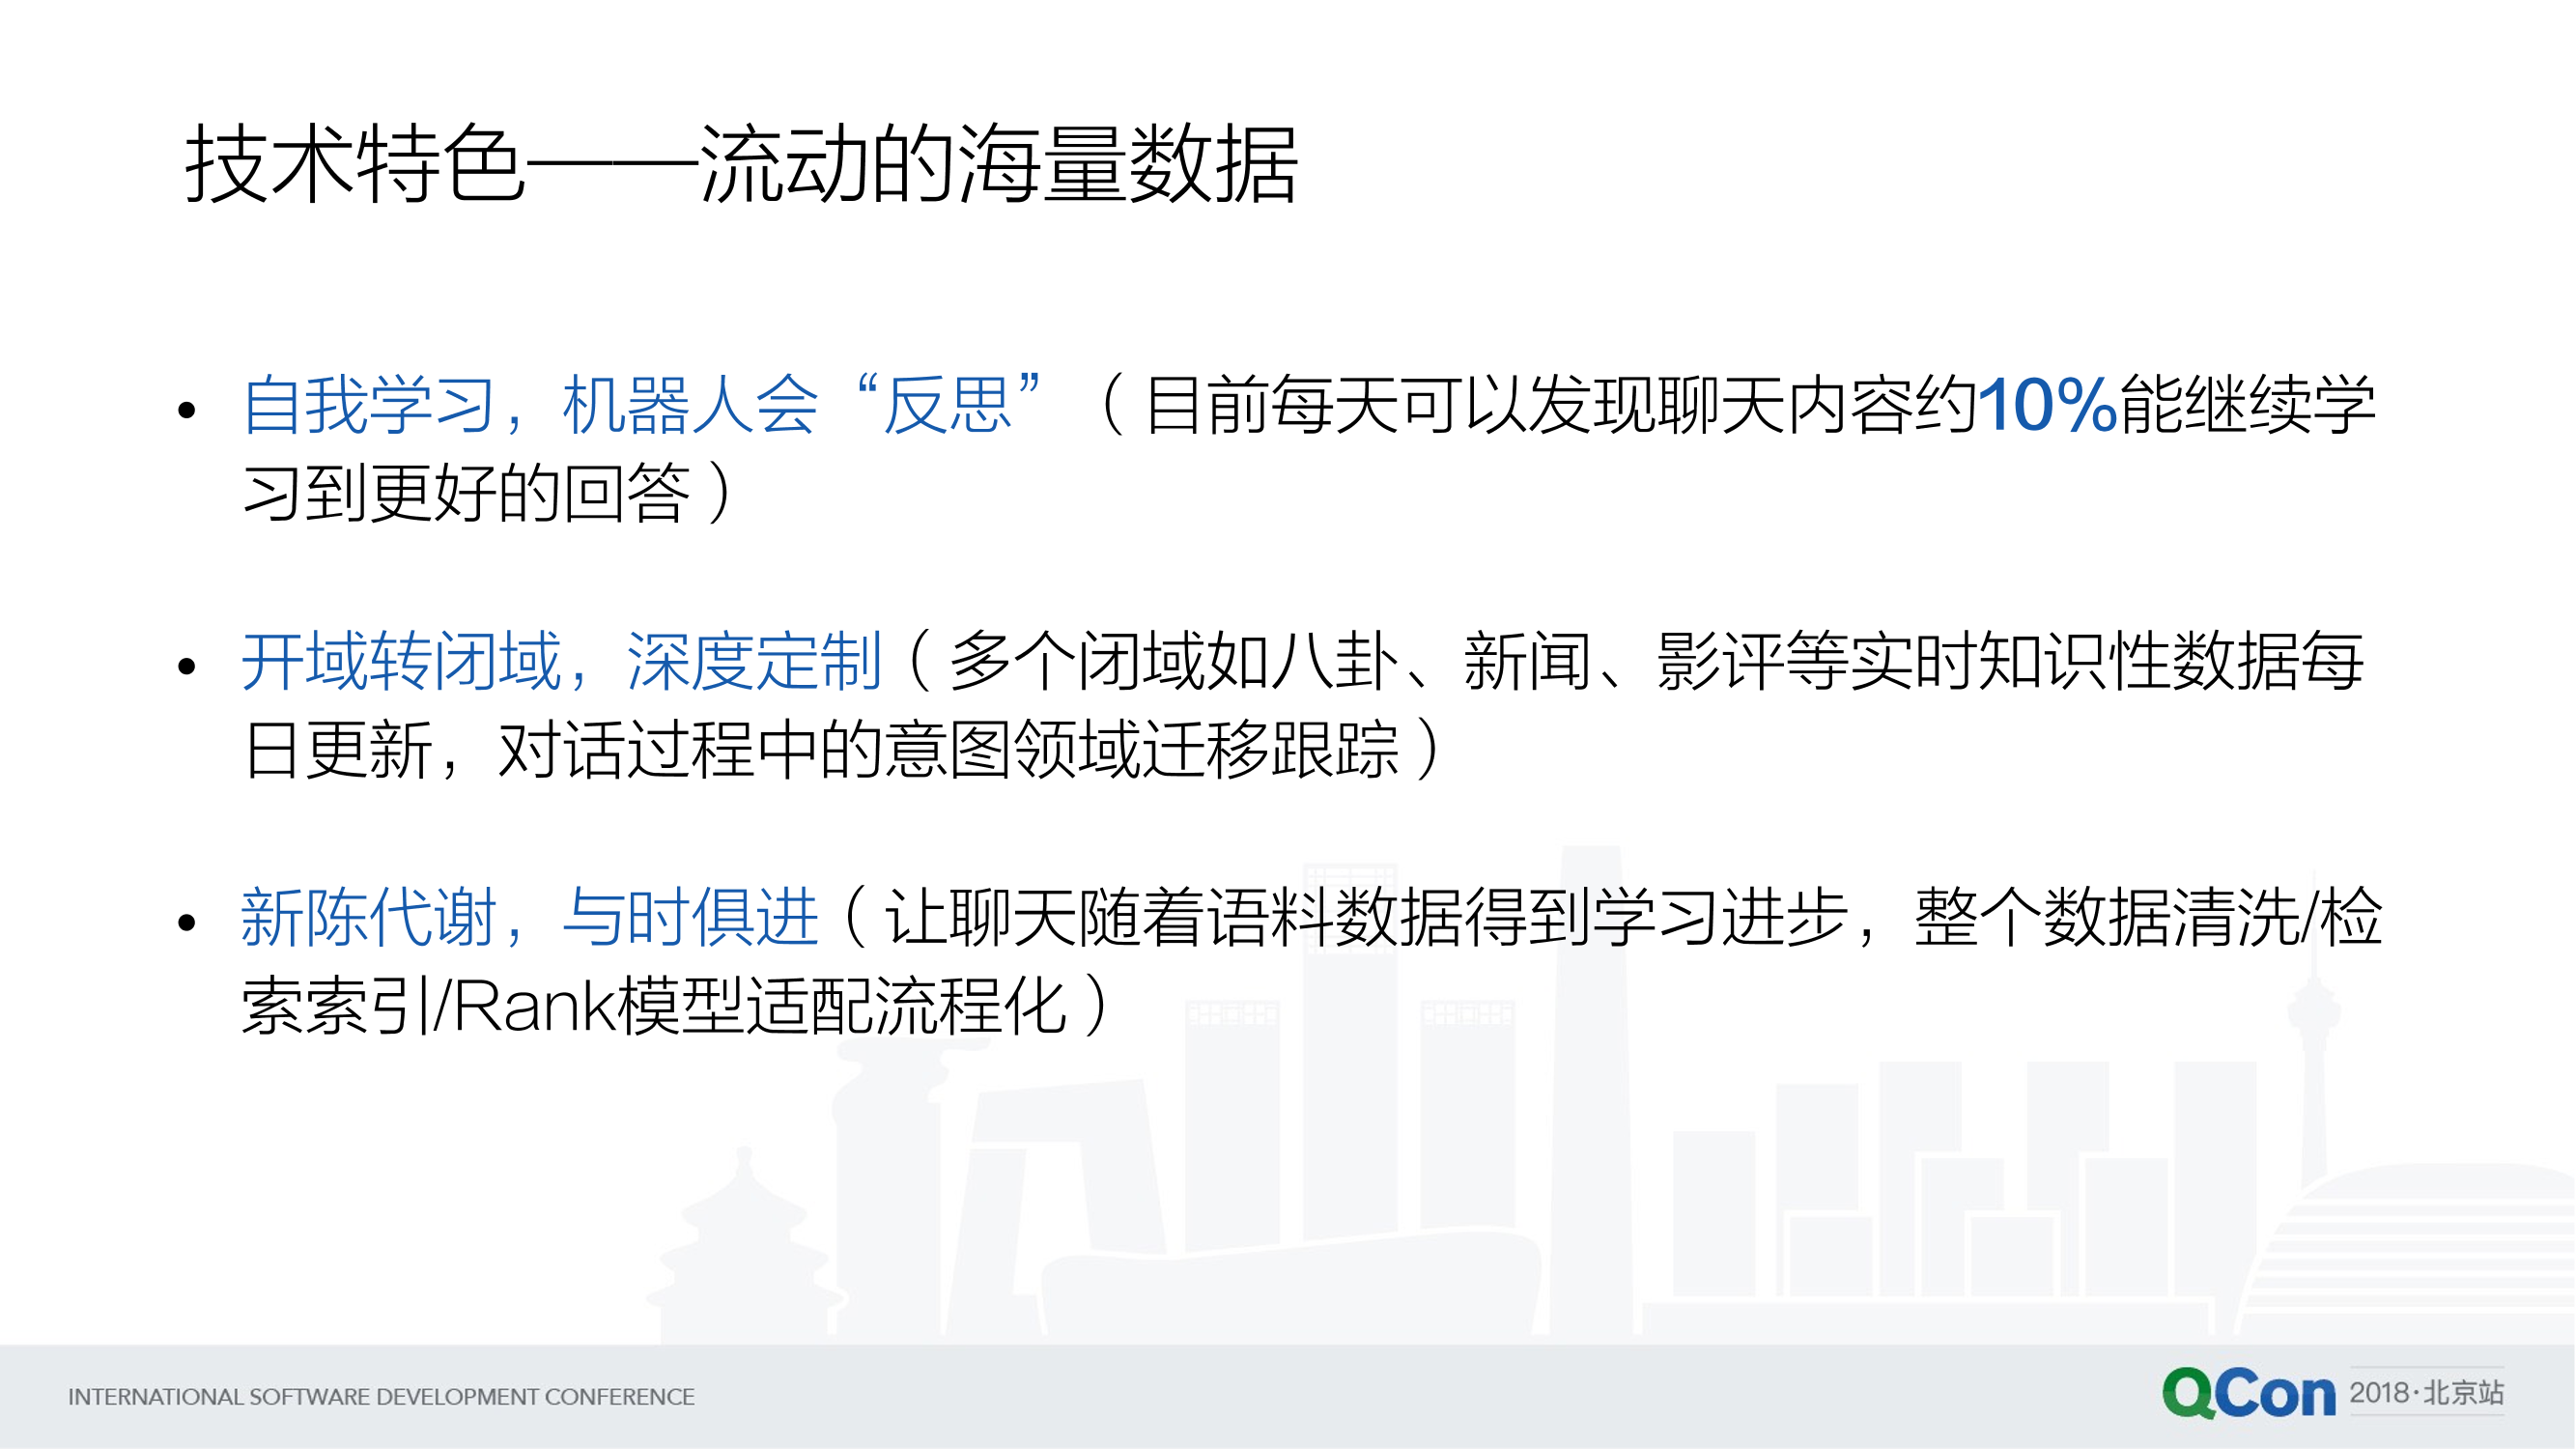 技术特色——流动的海量数据
• 自我学习，机器人会“反思”（目前每天可以发现聊天内容约10%能继续学
习到更好的回答）
• 开域转闭域，深度定制（多个闭域如八卦、新闻、影评等实时知识性数据每
日更新，对话过程中的意图领域迁移跟踪）
• 新陈代谢，与时俱进（让聊天随着语料数据得到学习进步，整个数据清洗/检
索索引/Rank模型适配流程化）
INTERNATIONAL SOFTWARE DEVELOPMENT CONFERENCE
QCon 2018·北京站